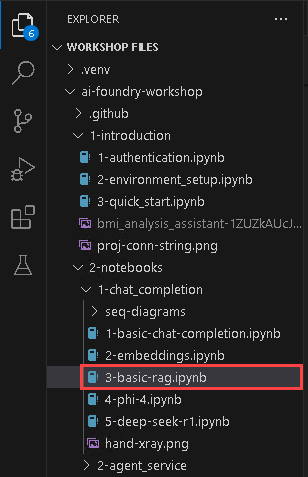 EXPLORER
6
WORKSHOP FILES
.venv
ai-foundry-workshop
.github
1-introduction
1-authentication.ipynb
2-environment_setup.ipynb
3-quick_start.ipynb
bmi_analysis_assistant-1ZUZkAUcJ...
proj-conn-string.png
2-notebooks
1-chat_completion
seq-diagrams
1-basic-chat-completion.ipynb
2-embeddings.ipynb
3-basic-rag.ipynb
4-phi-4.ipynb
5-deep-seek-r1.ipynb
hand-xray.png
2-agent_service